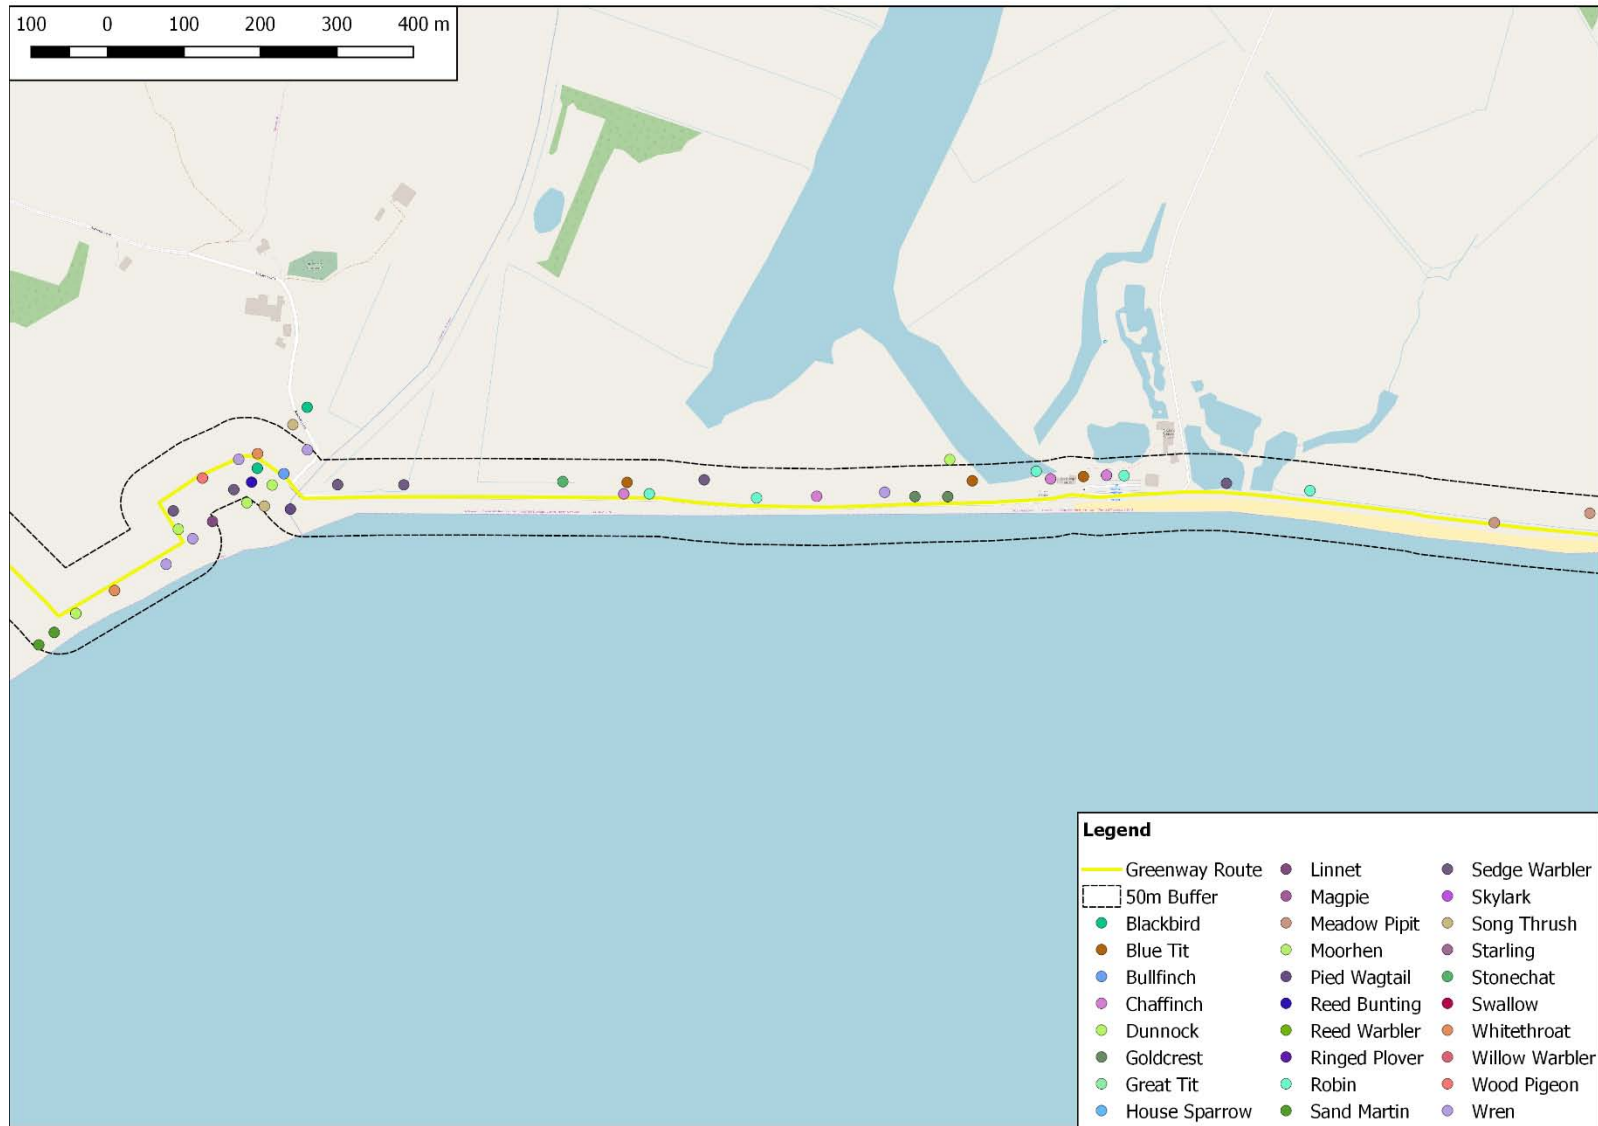 100 0 100 200 300 400 m
Legend
Greenway Route
50m Buffer
Blackbird
Blue Tit
Bullfinch
Chaffinch
Dunnock
Goldcrest
Great Tit
House Sparrow
Linnet
Magpie
Meadow Pipit
Moorhen
Pied Wagtail
Reed Bunting
Reed Warbler
Ringed Plover
Robin
Sand Martin
Sedge Warbler
Skylark
Song Thrush
Starling
Stonechat
Swallow
Whitethroat
Willow Warbler
Wood Pigeon
Wren